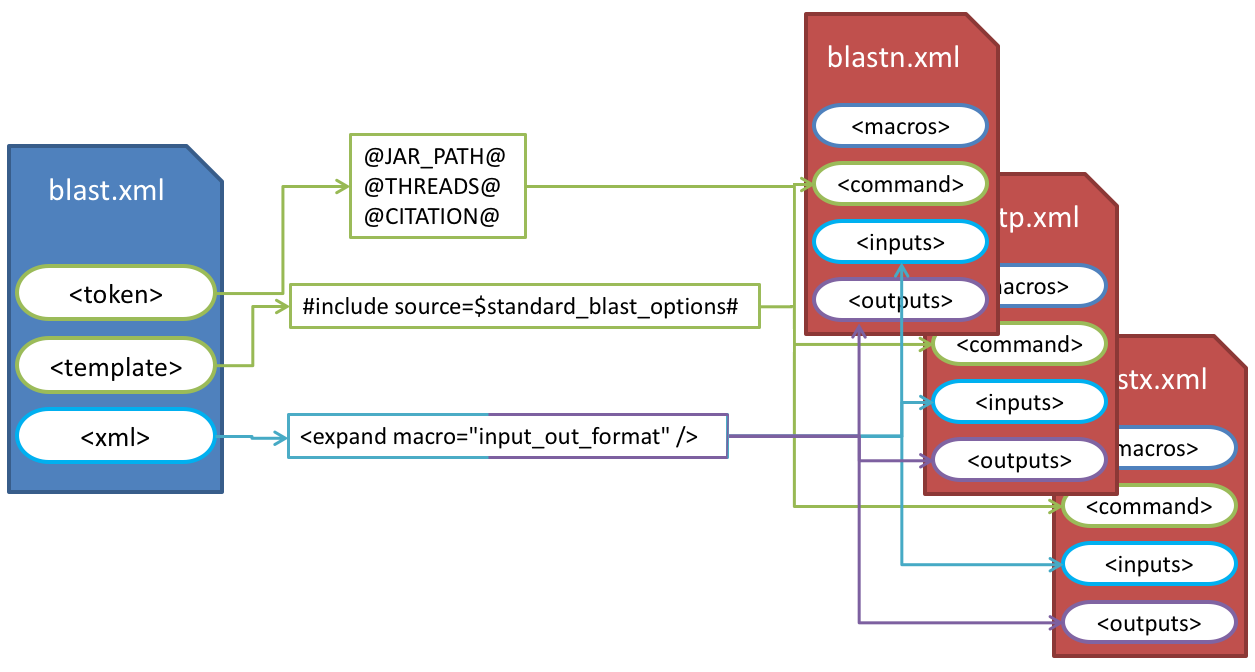 blast.xml
<token>
<template>
<xml>
@JAR_PATH@
@THREADS@
@CITATION@
#include source=$standard_blast_options#
<expand macro="input_out_format" />
blastn.xml
<macros>
<command>
<inputs>
<outputs>
tp.xml
acros>
<command>
<inputs>
<outputs>
stx.xml
macros>
<command>
<inputs>
<outputs>